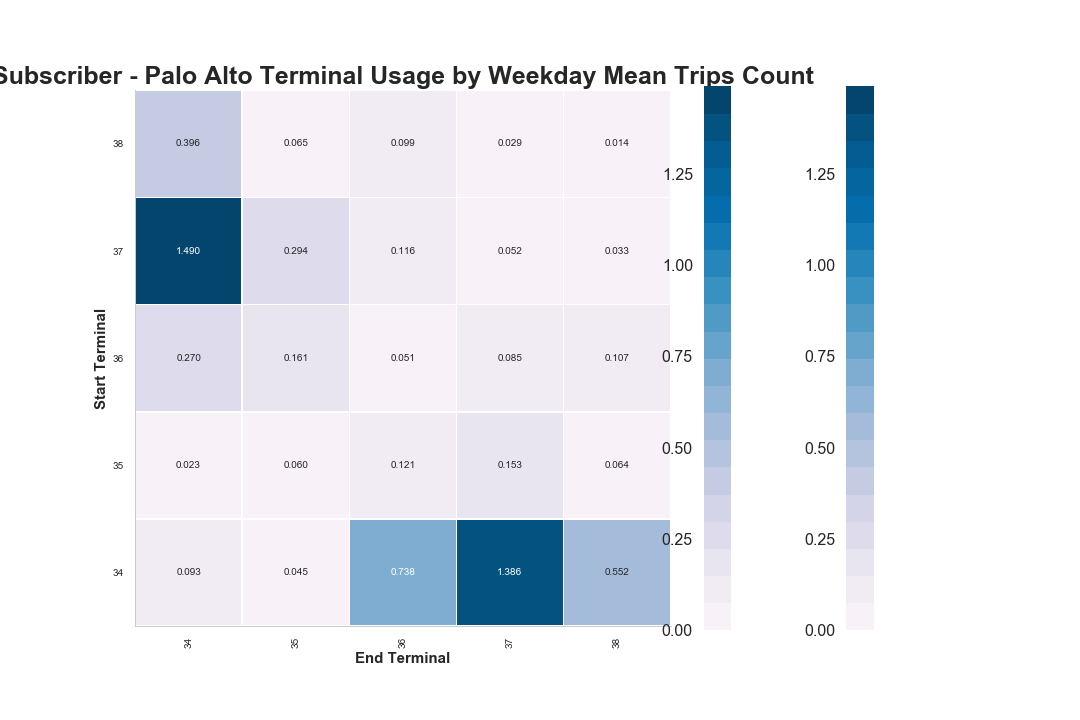 Subscriber - Palo Alto Terminal Usage by Weekday Mean Trips Count
38 0.396 0.065 0.099 0.029 0.014
37 1.490 0.294 0.116 0.052 0.033
36 0.270 0.161 0.051 0.085 0.107
35 0.023 0.060 0.121 0.153 0.064
34 0.093 0.045 0.738 1.386 0.552
Start Terminal
34 35 36 37 38
End Terminal
1.25
1.00
0.75
0.50
0.25
0.00
1.25
1.00
0.75
0.50
0.25
0.00